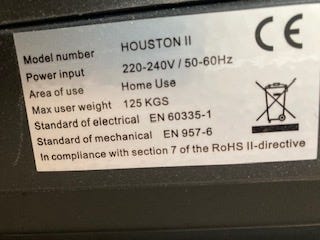 Model number HOUSTON II
Power input 220-240V / 50-60Hz
Area of use Home Use
Max user weight 125 KGS
Standard of electrical EN 60335-1
Standard of mechanical EN 957-6
In compliance with section 7 of the RoHS II-directive
CE